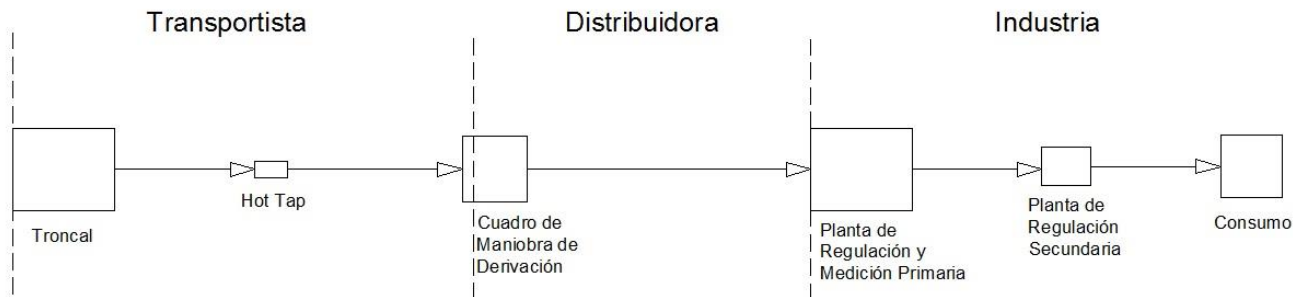 Transportista
Distribuidora
Industria
Troncal
Hot Tap
Cuadro de
Maniobra de
Derivación
Planta de
Regulación y
Medición Primaria
Planta de
Regulación
Secundaria
Consumo